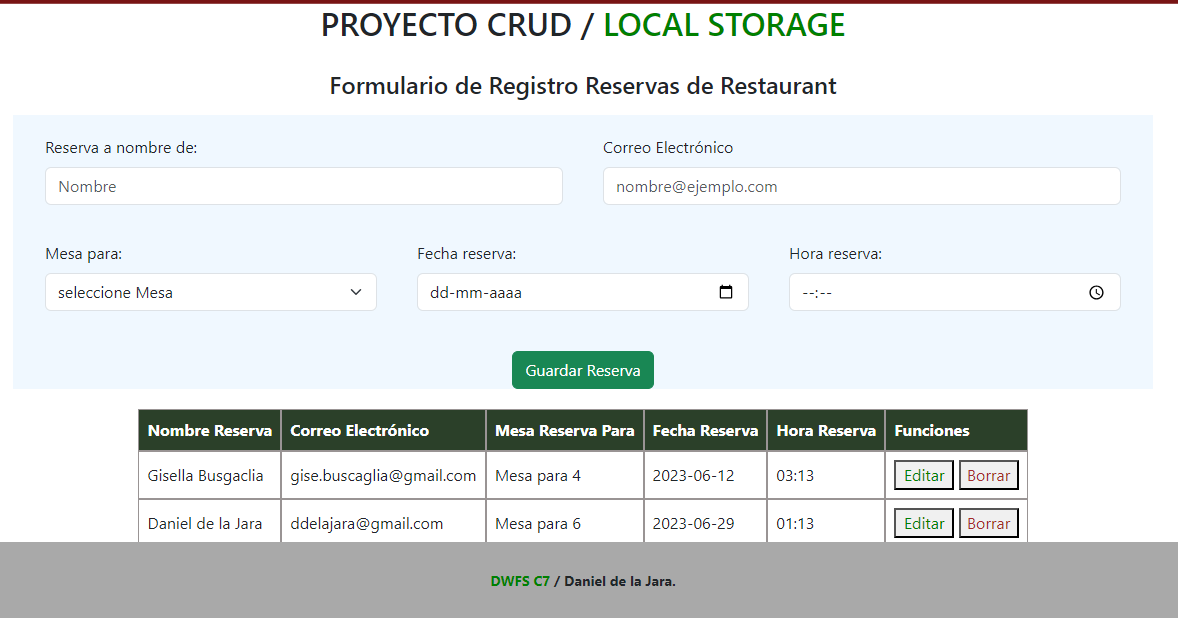 PROYECTO CRUD / LOCAL STORAGE
Formulario de Registro Reservas de Restaurant
Reserva a nombre de: Correo Electrónico
Nombre nombre@ejemplo.com
Mesa para: Fecha reserva: Hora reserva:
seleccione Mesa dd-mm-aaaa --:--
Guardar Reserva
Nombre Reserva Correo Electrónico Mesa Reserva Para Fecha Reserva Hora Reserva Funciones
Gisella Busgaclia gise.buscaglia@gmail.com Mesa para 4 2023-06-12 03:13 Editar Borrar
Daniel de la Jara ddelajara@gmail.com Mesa para 6 2023-06-29 01:13 Editar Borrar
DWFS C7 / Daniel de la Jara.